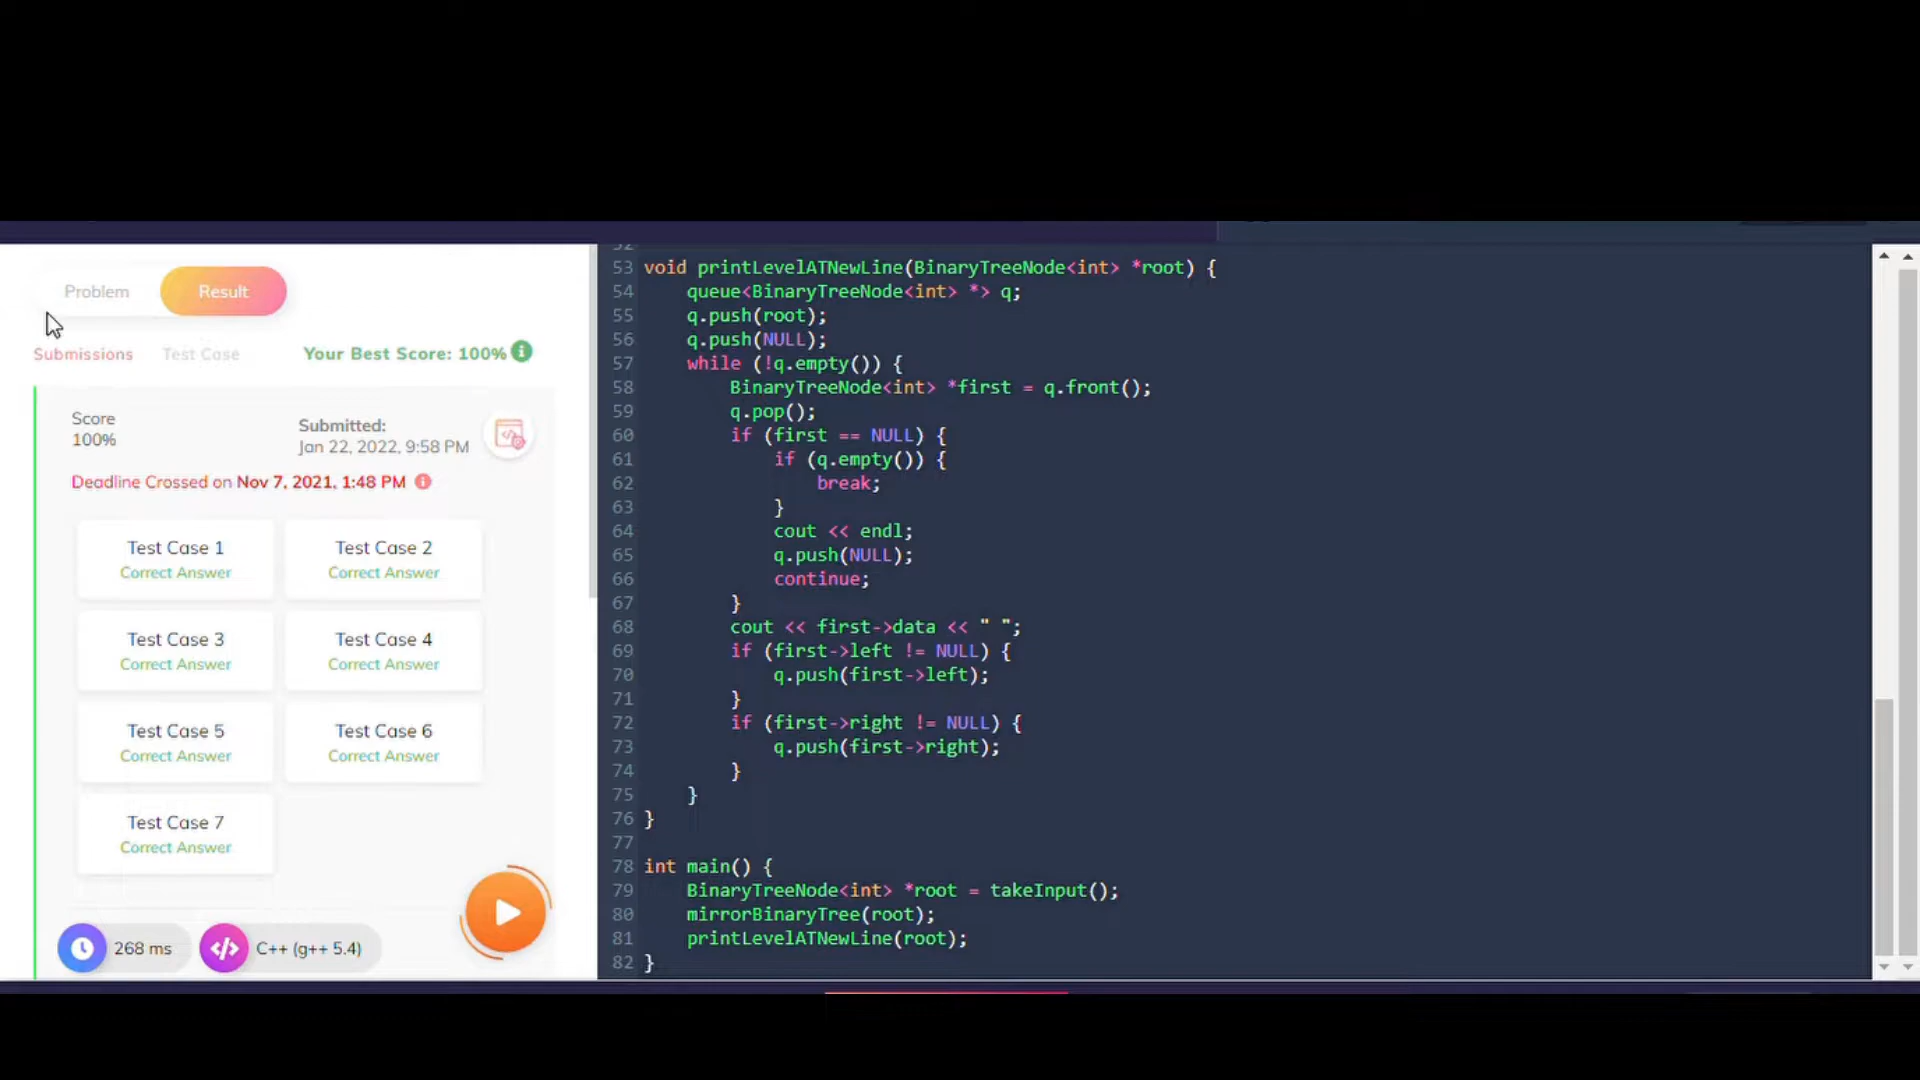 Problem
Result
Submissions
Test Case
Your Best Score: 100%
Score
100%
Submitted:
Jan 22, 2022, 9:58 PM
Deadline Crossed on Nov 7, 2021, 1:48 PM
Test Case 1
Correct Answer
Test Case 2
Correct Answer
Test Case 3
Correct Answer
Test Case 4
Correct Answer
Test Case 5
Correct Answer
Test Case 6
Correct Answer
Test Case 7
Correct Answer
268 ms
C++ (g++ 5.4)
52
53 void printLevelATNewLine(BinaryTreeNode<int> *root) {
54     queue<BinaryTreeNode<int> *> q;
55     q.push(root);
56     q.push(NULL);
57     while (!q.empty()) {
58         BinaryTreeNode<int> *first = q.front();
59         q.pop();
60         if (first == NULL) {
61             if (q.empty()) {
62                 break;
63             }
64             cout << endl;
65             q.push(NULL);
66             continue;
67         }
68         cout << first->data << " ";
69         if (first->left != NULL) {
70             q.push(first->left);
71         }
72         if (first->right != NULL) {
73             q.push(first->right);
74         }
75     }
76 }
77
78 int main() {
79     BinaryTreeNode<int> *root = takeInput();
80     mirrorBinaryTree(root);
81     printLevelATNewLine(root);
82 }